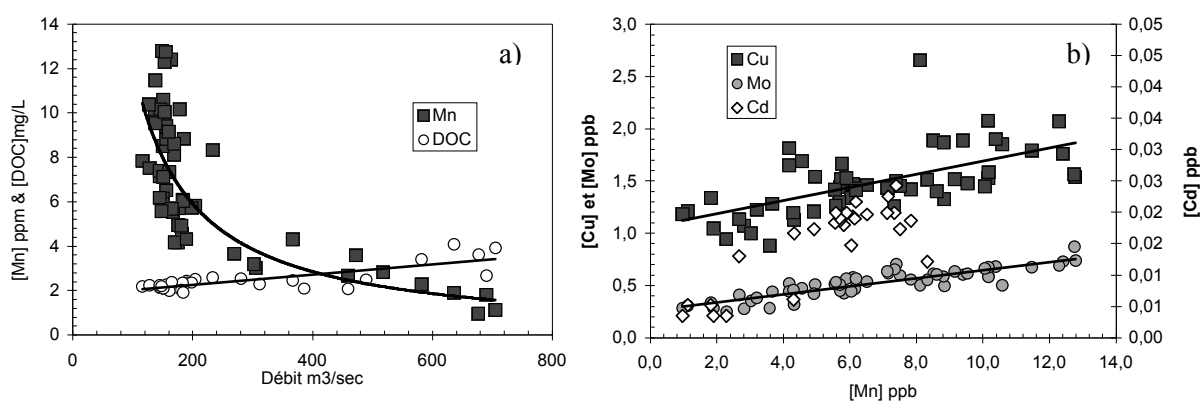 a)
[Mn] ppm & [DOC]mg/L
14
12
10
8
6
4
2
0
Mn
DOC
0 200 400 600 800
Débit m3/sec
b)
[Cu] et [Mo] ppb
3,0
2,5
2,0
1,5
1,0
0,5
0,0
Cu
Mo
Cd
0,05
0,05
0,04
0,04
0,03
0,03
0,02
0,02
0,01
0,01
0,00
[Cd] ppb
0,0 2,0 4,0 6,0 8,0 10,0 12,0 14,0
[Mn] ppb